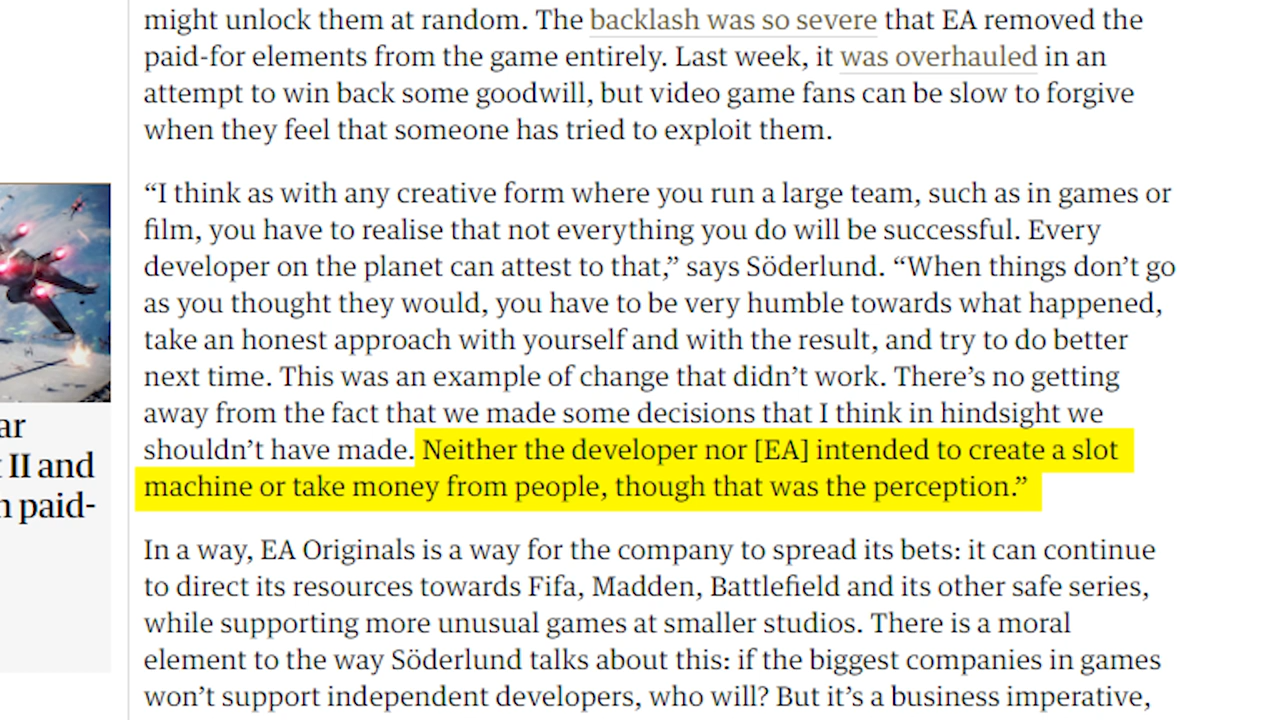 might unlock them at random. The backlash was so severe that EA removed the
paid-for elements from the game entirely. Last week, it was overhauled in an
attempt to win back some goodwill, but video game fans can be slow to forgive
when they feel that someone has tried to exploit them.
“I think as with any creative form where you run a large team, such as in games or
film, you have to realise that not everything you do will be successful. Every
developer on the planet can attest to that,” says Söderlund. “When things don’t go
as you thought they would, you have to be very humble towards what happened,
take an honest approach with yourself and with the result, and try to do better
next time. This was an example of change that didn’t work. There’s no getting
away from the fact that we made some decisions that I think in hindsight we
shouldn’t have made. Neither the developer nor [EA] intended to create a slot
machine or take money from people, though that was the perception.”
In a way, EA Originals is a way for the company to spread its bets: it can continue
to direct its resources towards Fifa, Madden, Battlefield and its other safe series,
while supporting more unusual games at smaller studios. There is a moral
element to the way Söderlund talks about this: if the biggest companies in games
won’t support independent developers, who will? But it’s a business imperative,
ar
II and
paid-